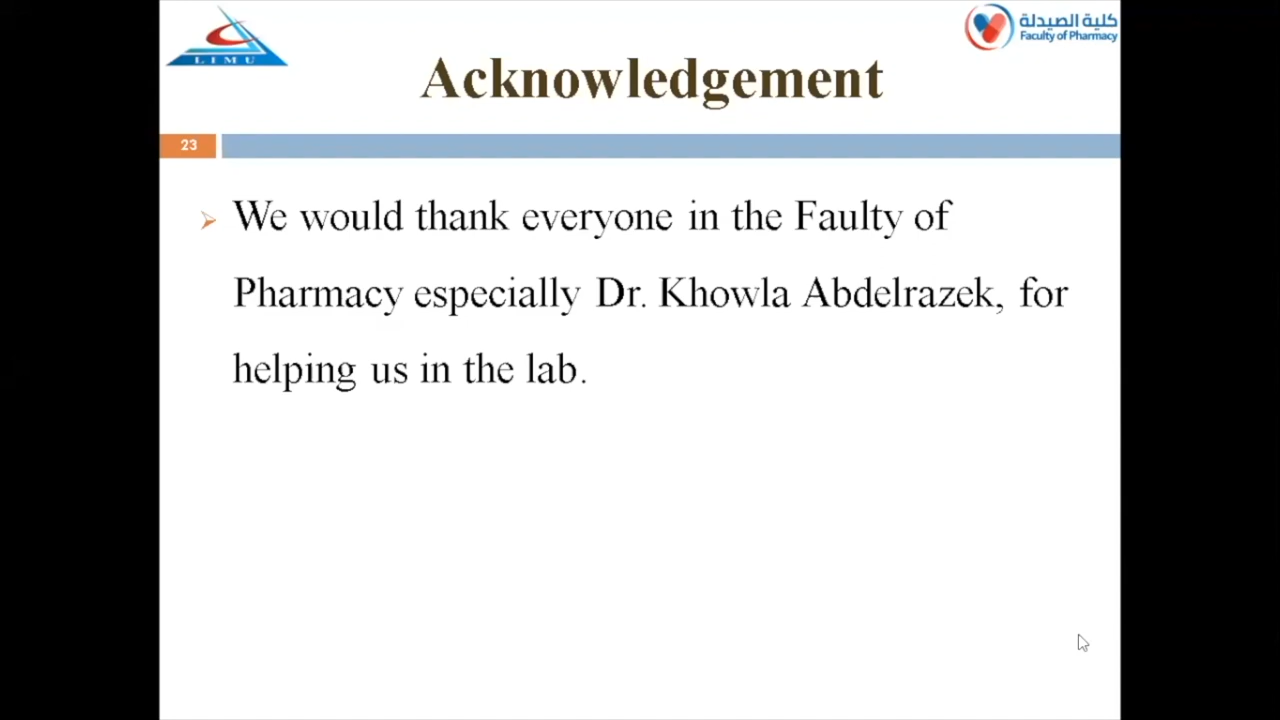 LIMU
كلية الصيدلة
Faculty of Pharmacy
Acknowledgement
23
We would thank everyone in the Faulty of
Pharmacy especially Dr. Khowla Abdelrazek, for
helping us in the lab.